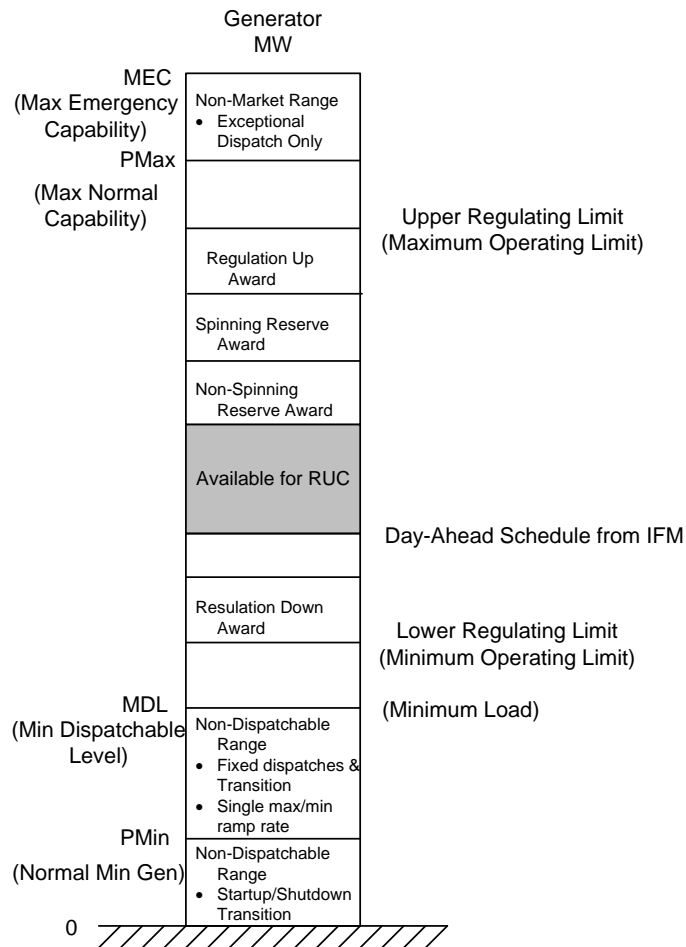 Generator
MW
MEC
(Max Emergency
Capability)
Non-Market Range
• Exceptional
Dispatch Only
PMax
(Max Normal
Capability)
Upper Regulating Limit
(Maximum Operating Limit)
Regulation Up
Award
Spinning Reserve
Award
Non-Spinning
Reserve Award
Available for RUC
Day-Ahead Schedule from IFM
Resulation Down
Award
Lower Regulating Limit
(Minimum Operating Limit)
MDL
(Min Dispatchable
Level)
(Minimum Load)
Non-Dispatchable
Range
• Fixed dispatches &
Transition
• Single max/min
ramp rate
PMin
(Normal Min Gen)
Non-Dispatchable
Range
• Startup/Shutdown
Transition
0